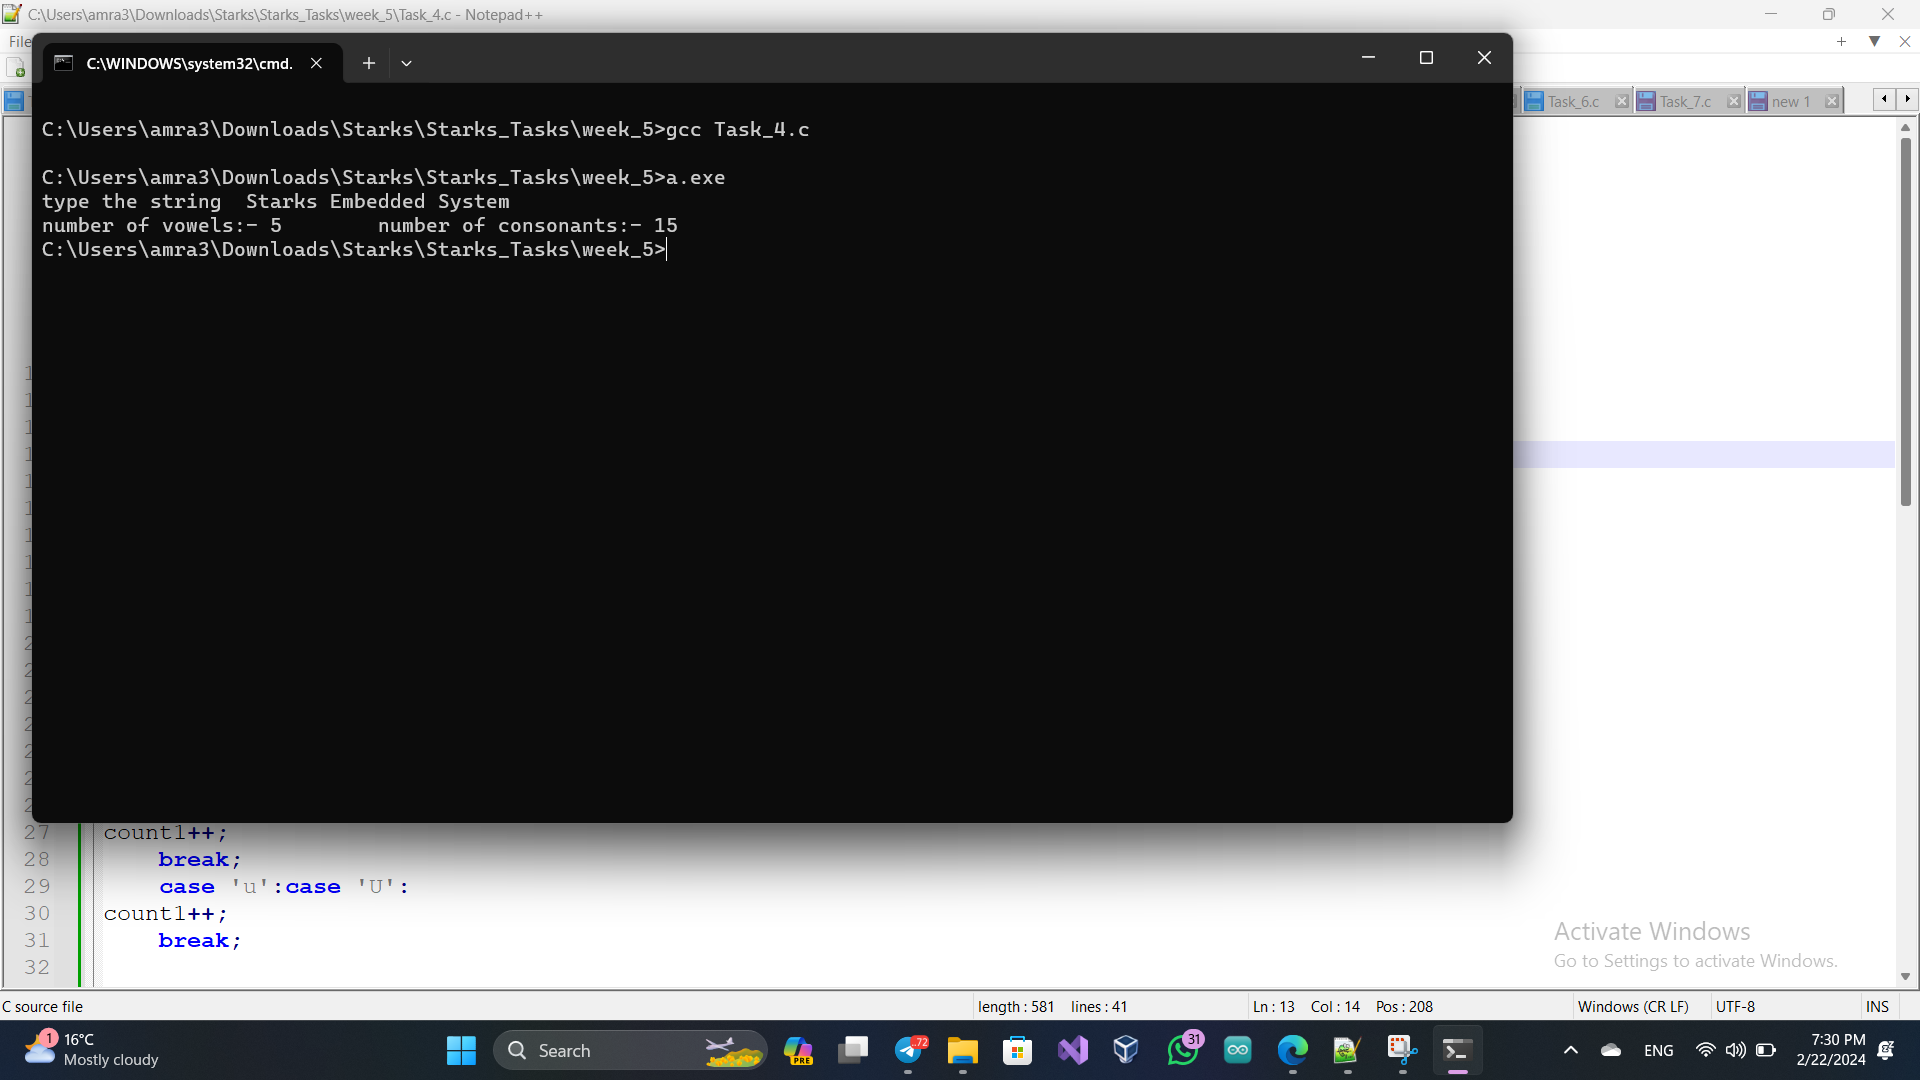 C:\Users\amra3\Downloads\Starks\Starks_Tasks\week_5\Task_4.c - Notepad++
File
C:\WINDOWS\system32\cmd.
Task_6.c
Task_7.c
new 1
C:\Users\amra3\Downloads\Starks\Starks_Tasks\week_5>gcc Task_4.c
C:\Users\amra3\Downloads\Starks\Starks_Tasks\week_5>a.exe
type the string  Starks Embedded System
number of vowels:- 5        number of consonants:- 15
C:\Users\amra3\Downloads\Starks\Starks_Tasks\week_5>
27 count1++;
28 break;
29 case 'u':case 'U':
30 count1++;
31 break;
32
Activate Windows
Go to Settings to activate Windows.
C source file
length : 581    lines : 41
Ln : 13    Col : 14    Pos : 208
Windows (CR LF)
UTF-8
INS
1
16°C
Mostly cloudy
Search
PRE
..72
31
ENG
7:30 PM
2/22/2024